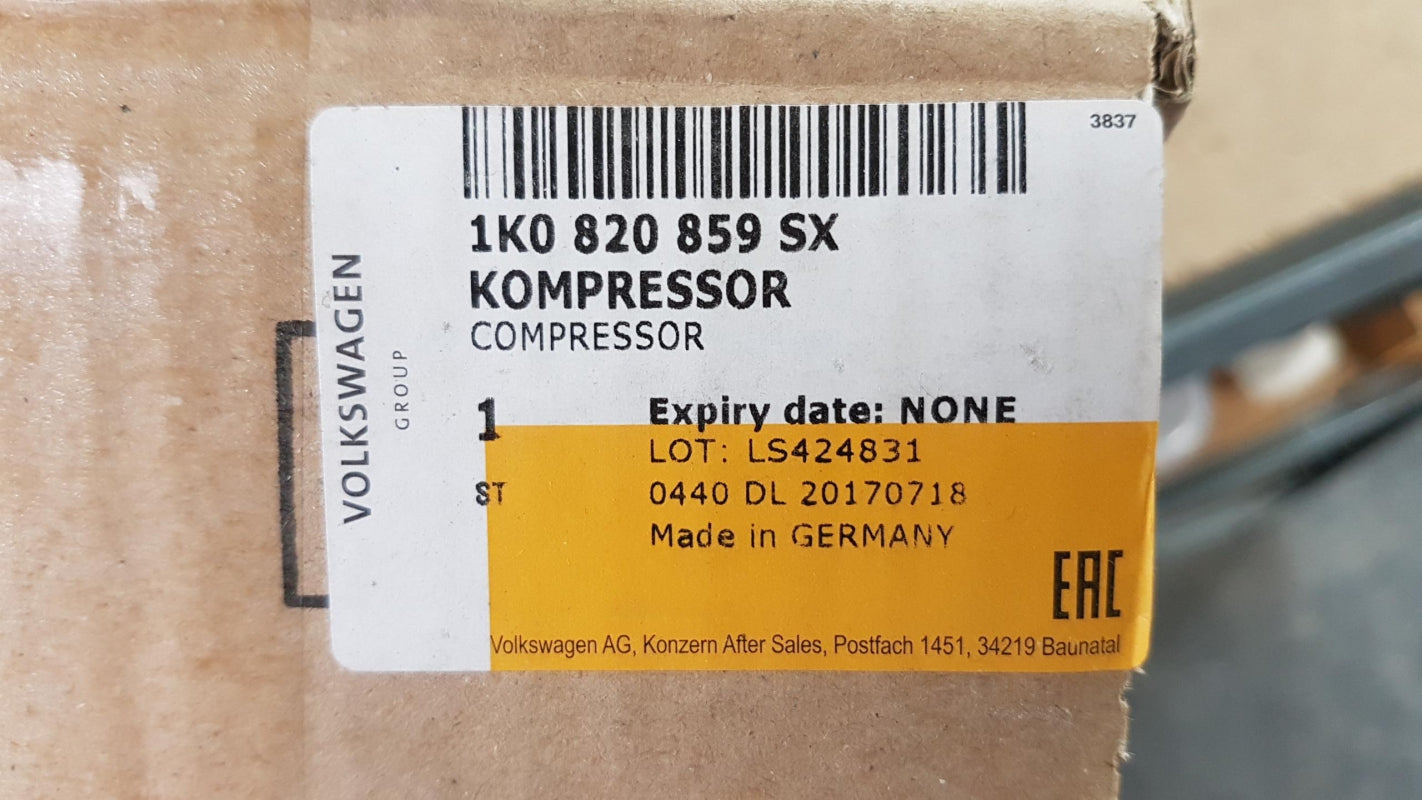 3837
1K0 820 859 SX
KOMPRESSOR
COMPRESSOR
VOLKSWAGEN
GROUP
1
Expiry date: NONE
LOT: LS424831
ST
0440 DL 20170718
Made in GERMANY
EAC
Volkswagen AG, Konzern After Sales, Postfach 1451, 34219 Baunatal